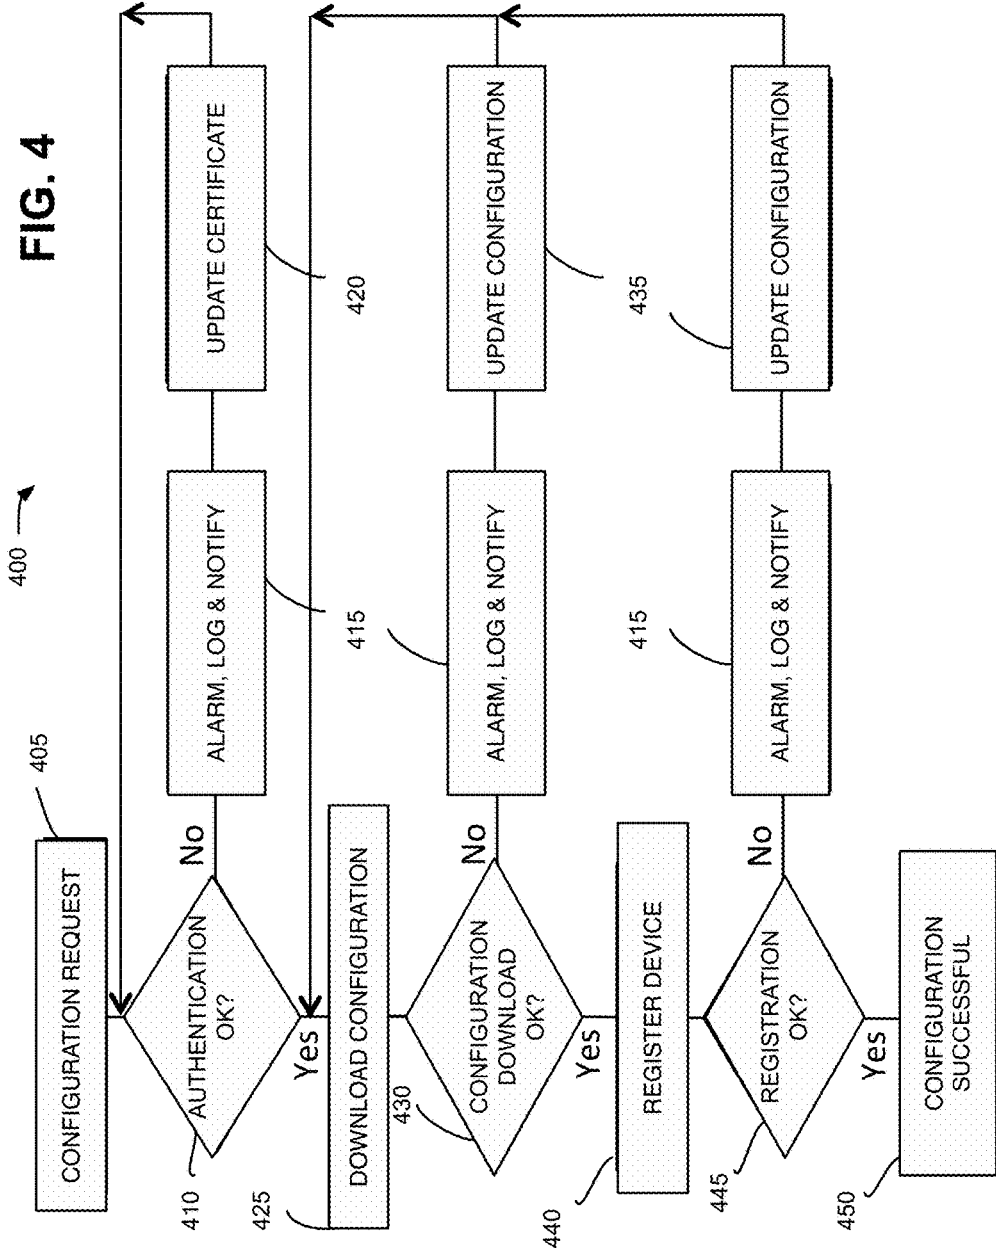 FIG. 4
400
CONFIGURATION REQUEST
405
AUTHENTICATION
OK?
410
No
ALARM, LOG & NOTIFY
415
UPDATE CERTIFICATE
420
Yes
DOWNLOAD CONFIGURATION
425
CONFIGURATION
DOWNLOAD
OK?
430
No
ALARM, LOG & NOTIFY
UPDATE CONFIGURATION
435
Yes
REGISTER DEVICE
440
REGISTRATION
OK?
445
No
ALARM, LOG & NOTIFY
415
UPDATE CONFIGURATION
Yes
CONFIGURATION
SUCCESSFUL
450